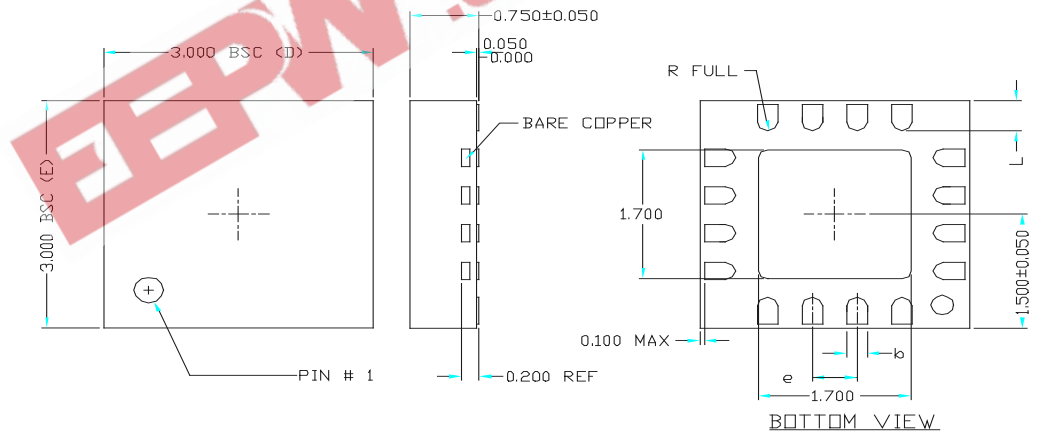 EEPW.
3.000 BSC (D)
3.000 BSC (E)
PIN # 1
0.750±0.050
0.050
0.000
BARE COPPER
0.200 REF
R FULL
L
1.700
1.500±0.050
0.100 MAX
b
e
1.700
BOTTOM VIEW